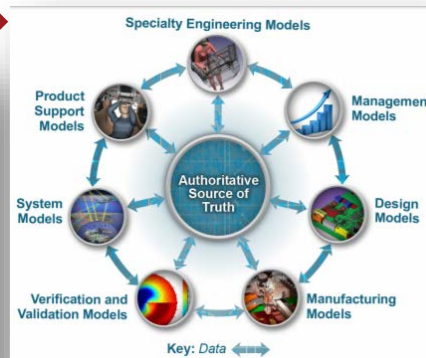 Specialty Engineering Models
Product
Support
Models
Management
Models
Authoritative
Source of
Truth
System
Models
Design
Models
Verification and
Validation Models
Manufacturing
Models
Key: Data